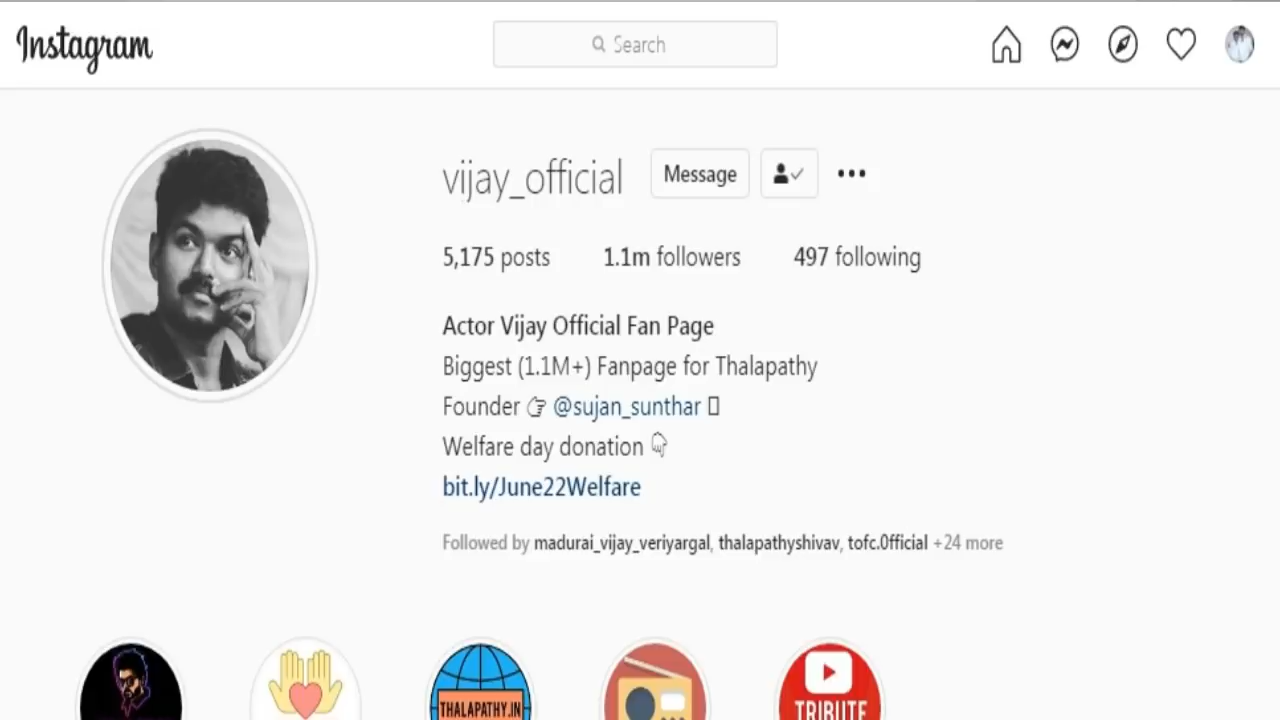 Instagram
Search
vijay_official Message
5,175 posts 1.1m followers 497 following
Actor Vijay Official Fan Page
Biggest (1.1M+) Fanpage for Thalapathy
Founder 👉 @sujan_sunthar
Welfare day donation 👇
bit.ly/June22Welfare
Followed by madurai_vijay_veriyargal, thalapathyshivav, tofc.0fficial +24 more
THALAPATHY.IN
TRIBUTE